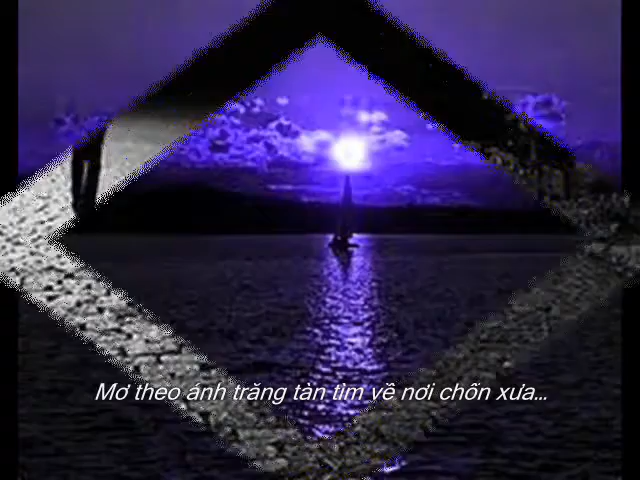 Mơ theo ánh trăng tàn tìm về nơi chốn xưa...